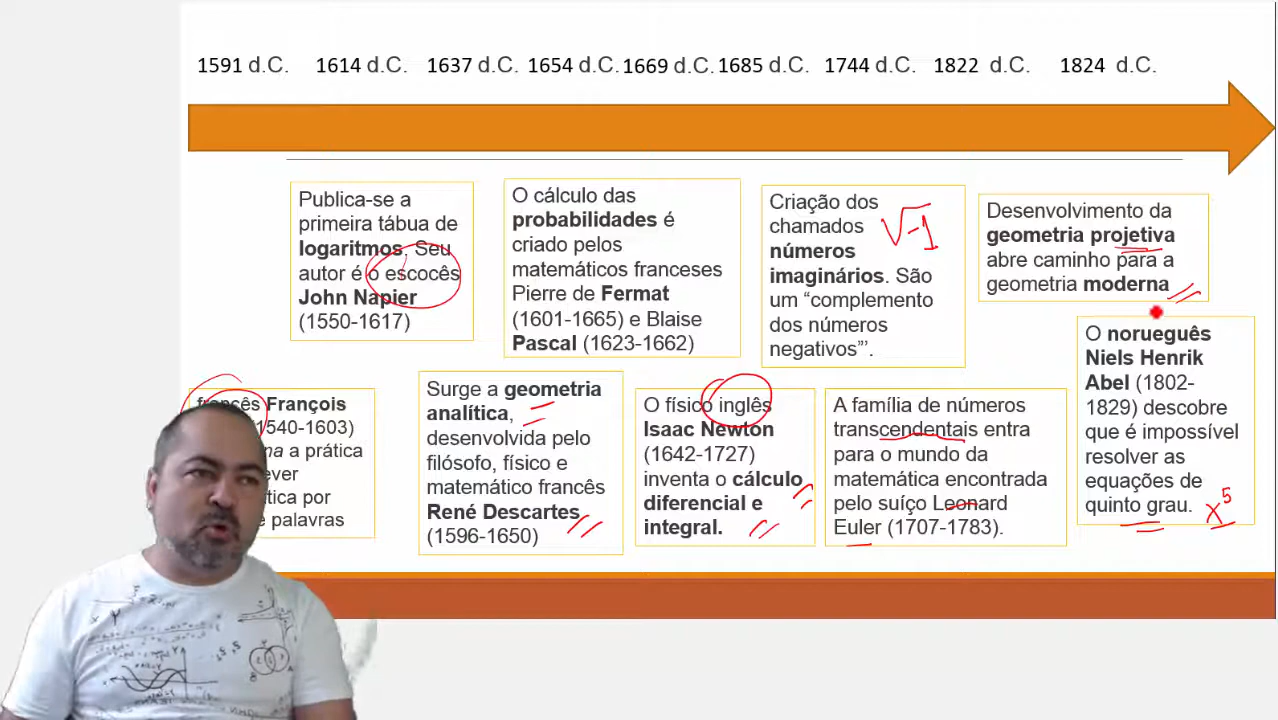 1591 d.C. 1614 d.C. 1637 d.C. 1654 d.C. 1669 d.C. 1685 d.C. 1744 d.C. 1822 d.C. 1824 d.C.
Publica-se a
primeira tábua de
logaritmos. Seu
autor é o escocês
John Napier
(1550-1617)
O cálculo das
probabilidades é
criado pelos
matemáticos franceses
Pierre de Fermat
(1601-1665) e Blaise
Pascal (1623-1662)
Criação dos
chamados
números
imaginários. São
um “complemento
dos números
negativos”’.
√-1
Desenvolvimento da
geometria projetiva
abre caminho para a
geometria moderna
francês François
1540-1603)
a prática
por
palavras
Surge a geometria
analítica,
desenvolvida pelo
filósofo, físico e
matemático francês
René Descartes
(1596-1650)
O físico inglês
Isaac Newton
(1642-1727)
inventa o cálculo
diferencial e
integral.
A família de números
transcendentais entra
para o mundo da
matemática encontrada
pelo suíço Leonard
Euler (1707-1783).
O norueguês
Niels Henrik
Abel (1802-
1829) descobre
que é impossível
resolver as
equações de
quinto grau.
x⁵